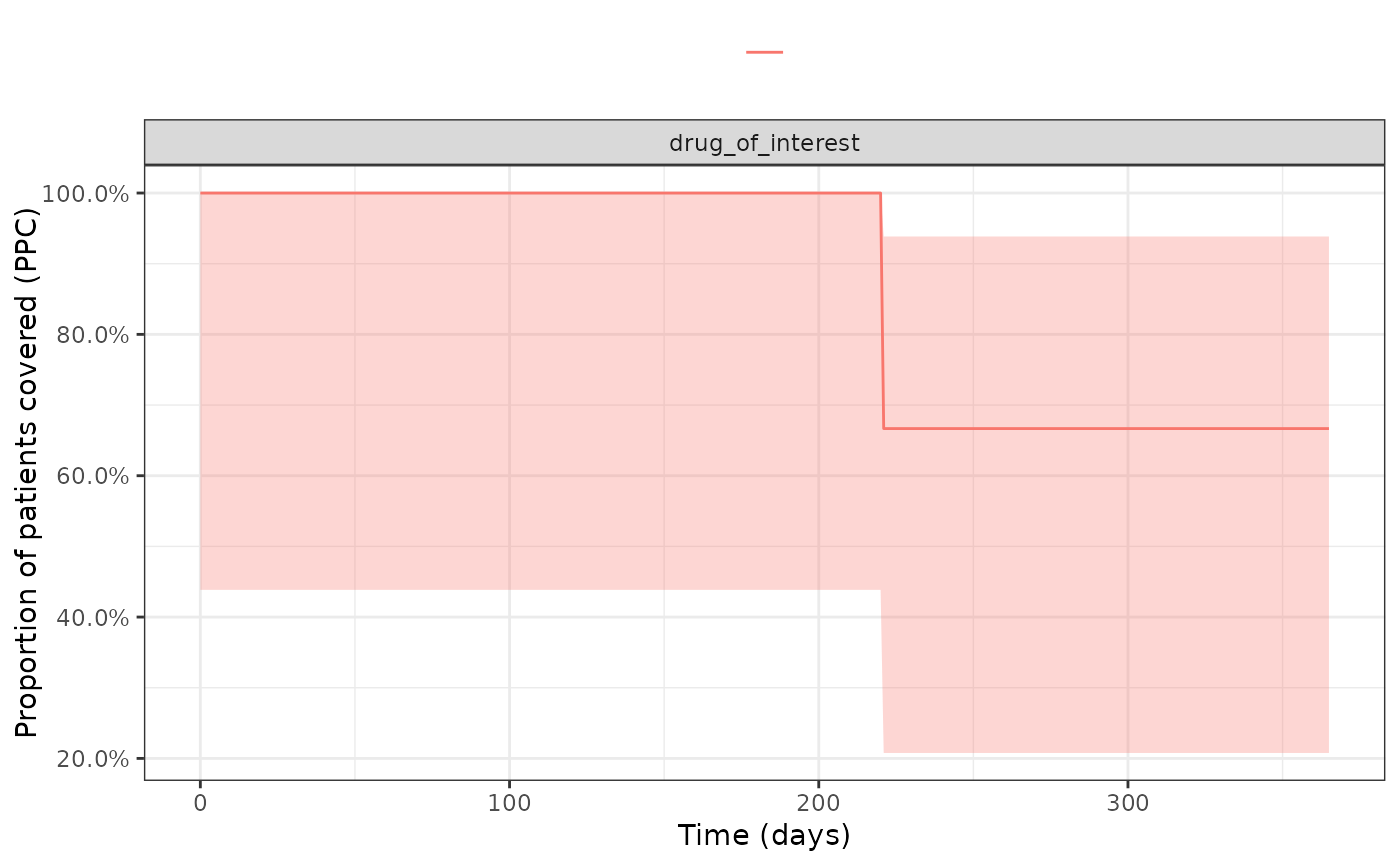 drug_of_interest
Proportion of patients covered (PPC)
100.0%
80.0%
60.0%
40.0%
20.0%
0 100 200 300
Time (days)